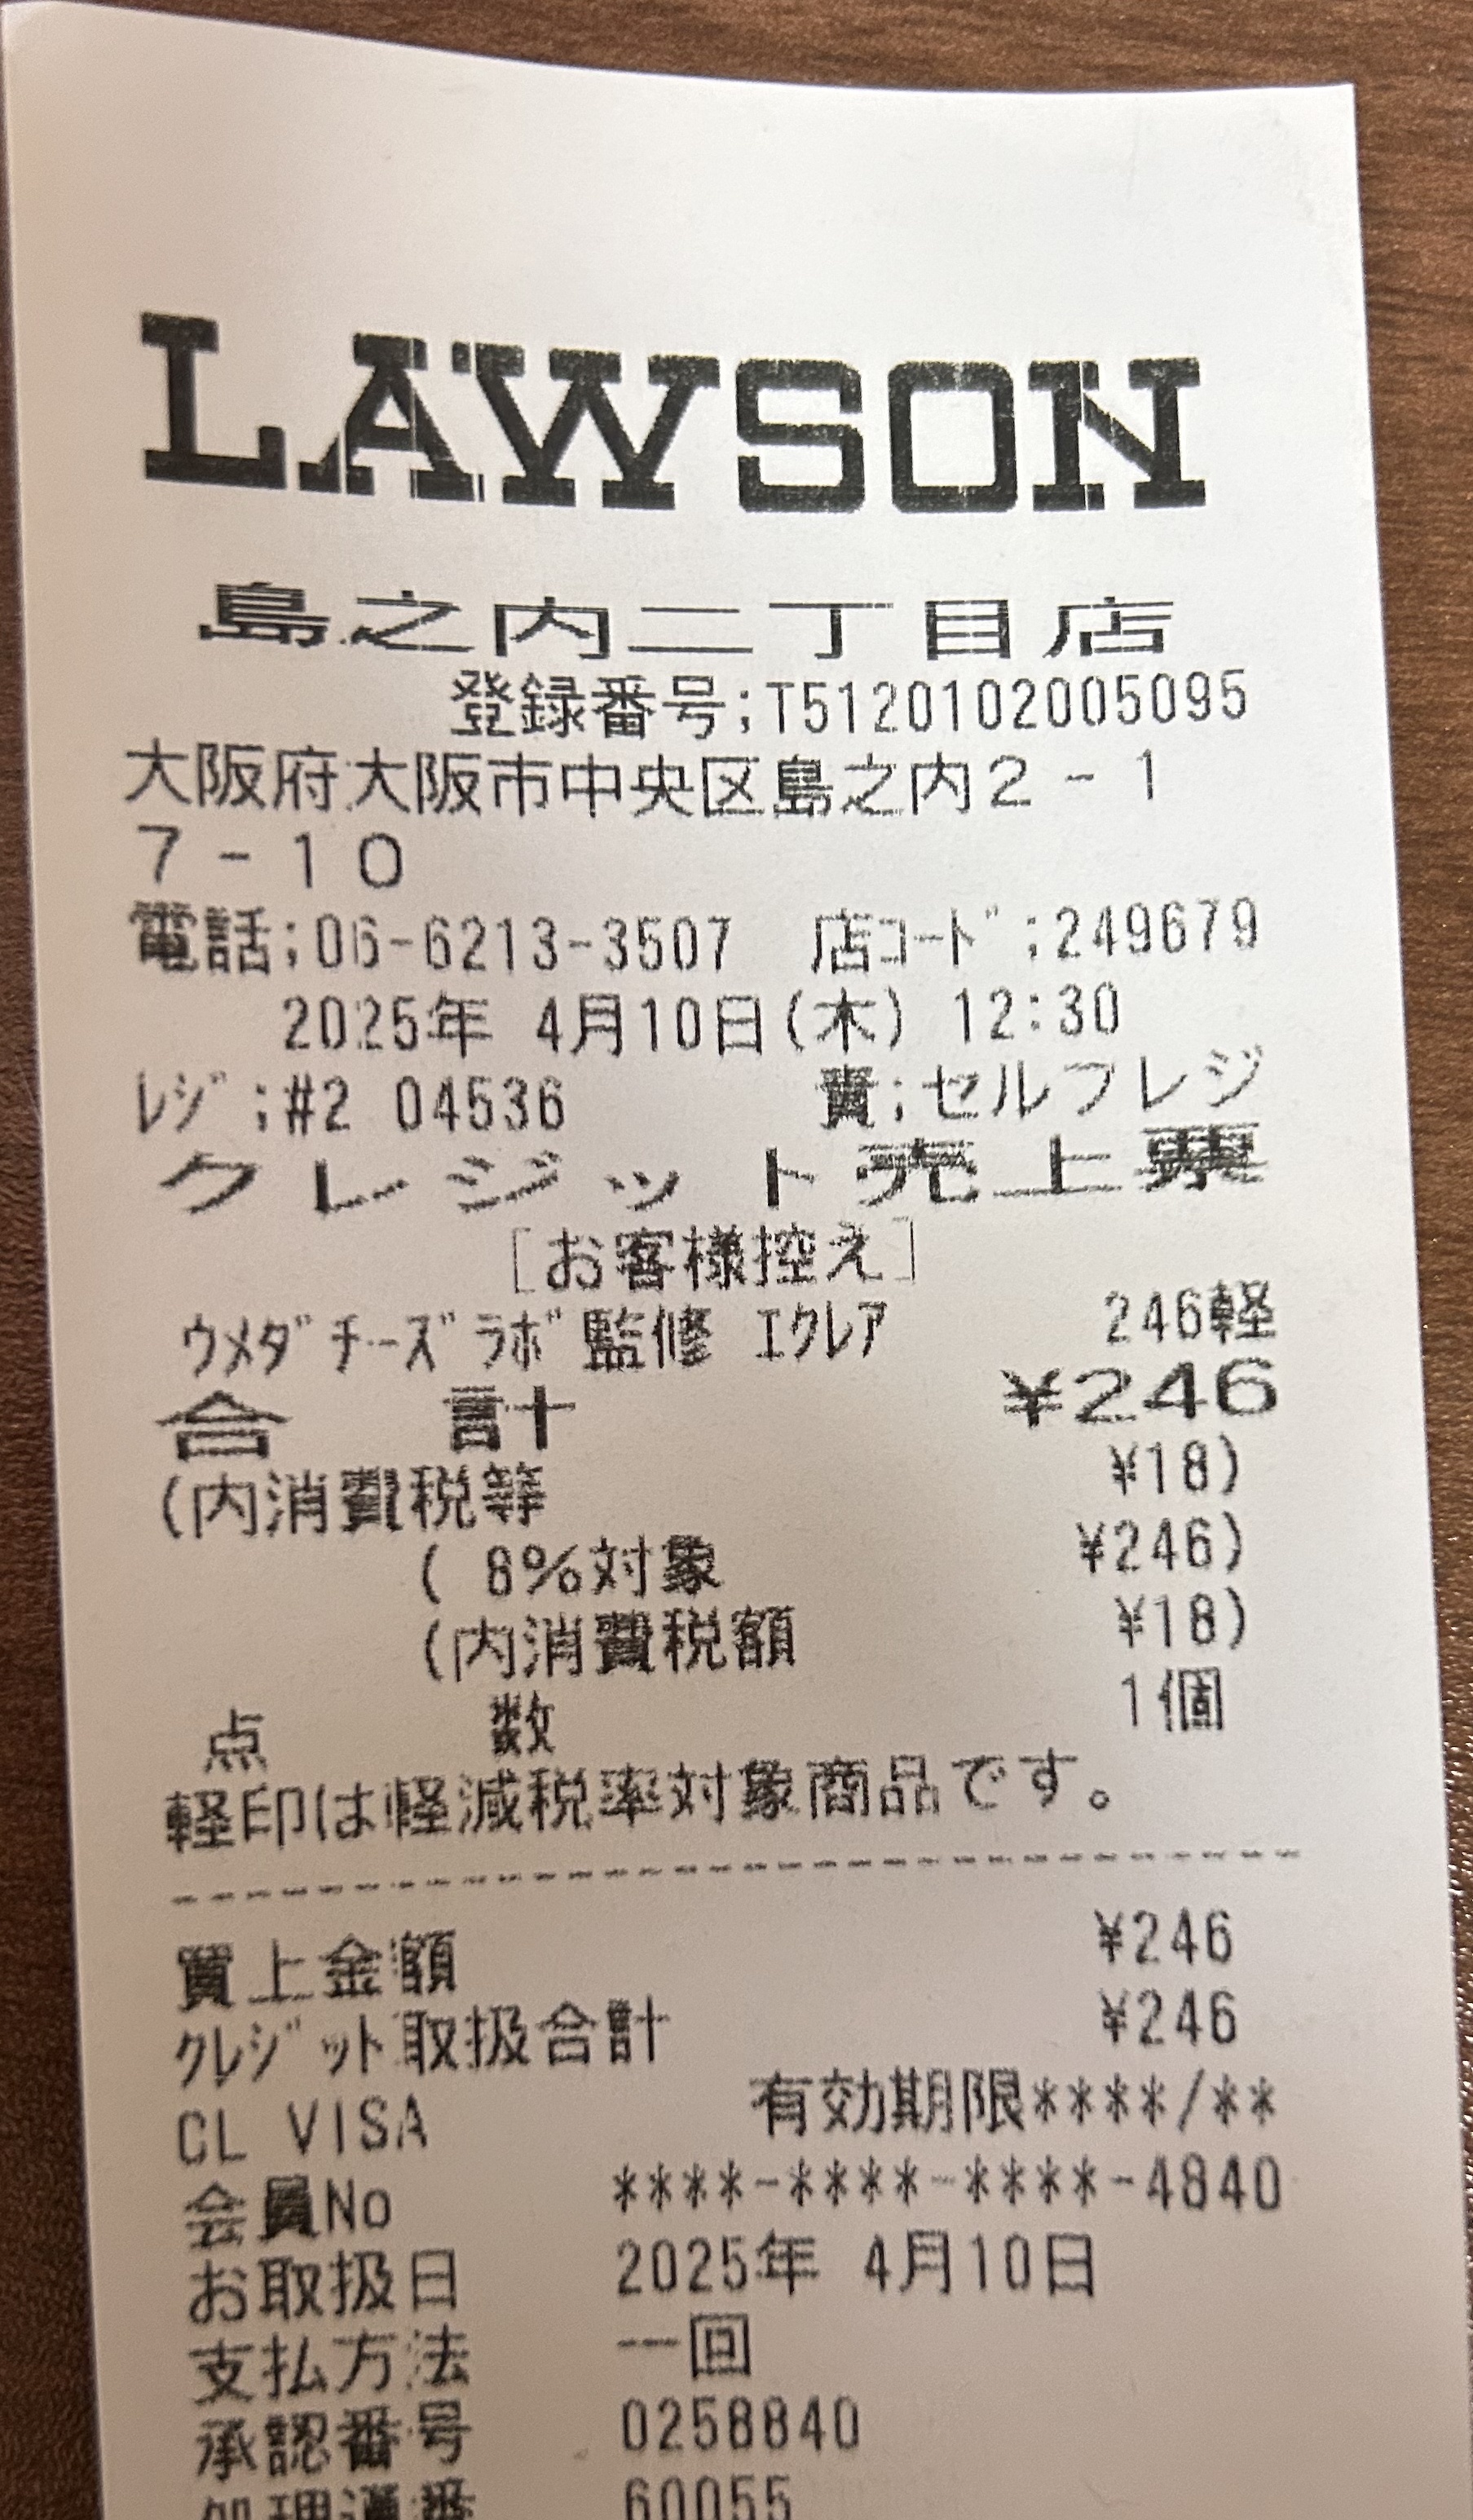 LAWSON
島之内二丁目店
登録番号;T5120102005095
大阪府大阪市中央区島之内2-1
7-10
電話;06-6213-3507 店ｺｰﾄﾞ;249679
2025年 4月10日(木) 12:30
ﾚｼﾞ;#2 04536 責;セルフレジ
クレジット売上票
[お客様控え]
ｳﾒﾀﾞﾁｰｽﾞﾗﾎﾞ監修 ｴｸﾚｱ 246軽
合 計 ¥246
(内消費税等 ¥18)
( 8%対象 ¥246)
(内消費税額 ¥18)
点 数 1個
軽印は軽減税率対象商品です。
買上金額 ¥246
ｸﾚｼﾞｯﾄ取扱合計 ¥246
CL VISA 有効期限****/**
会員No ****-****-****-4840
お取扱日 2025年 4月10日
支払方法 一回
承認番号 0258840
処理通番 60055